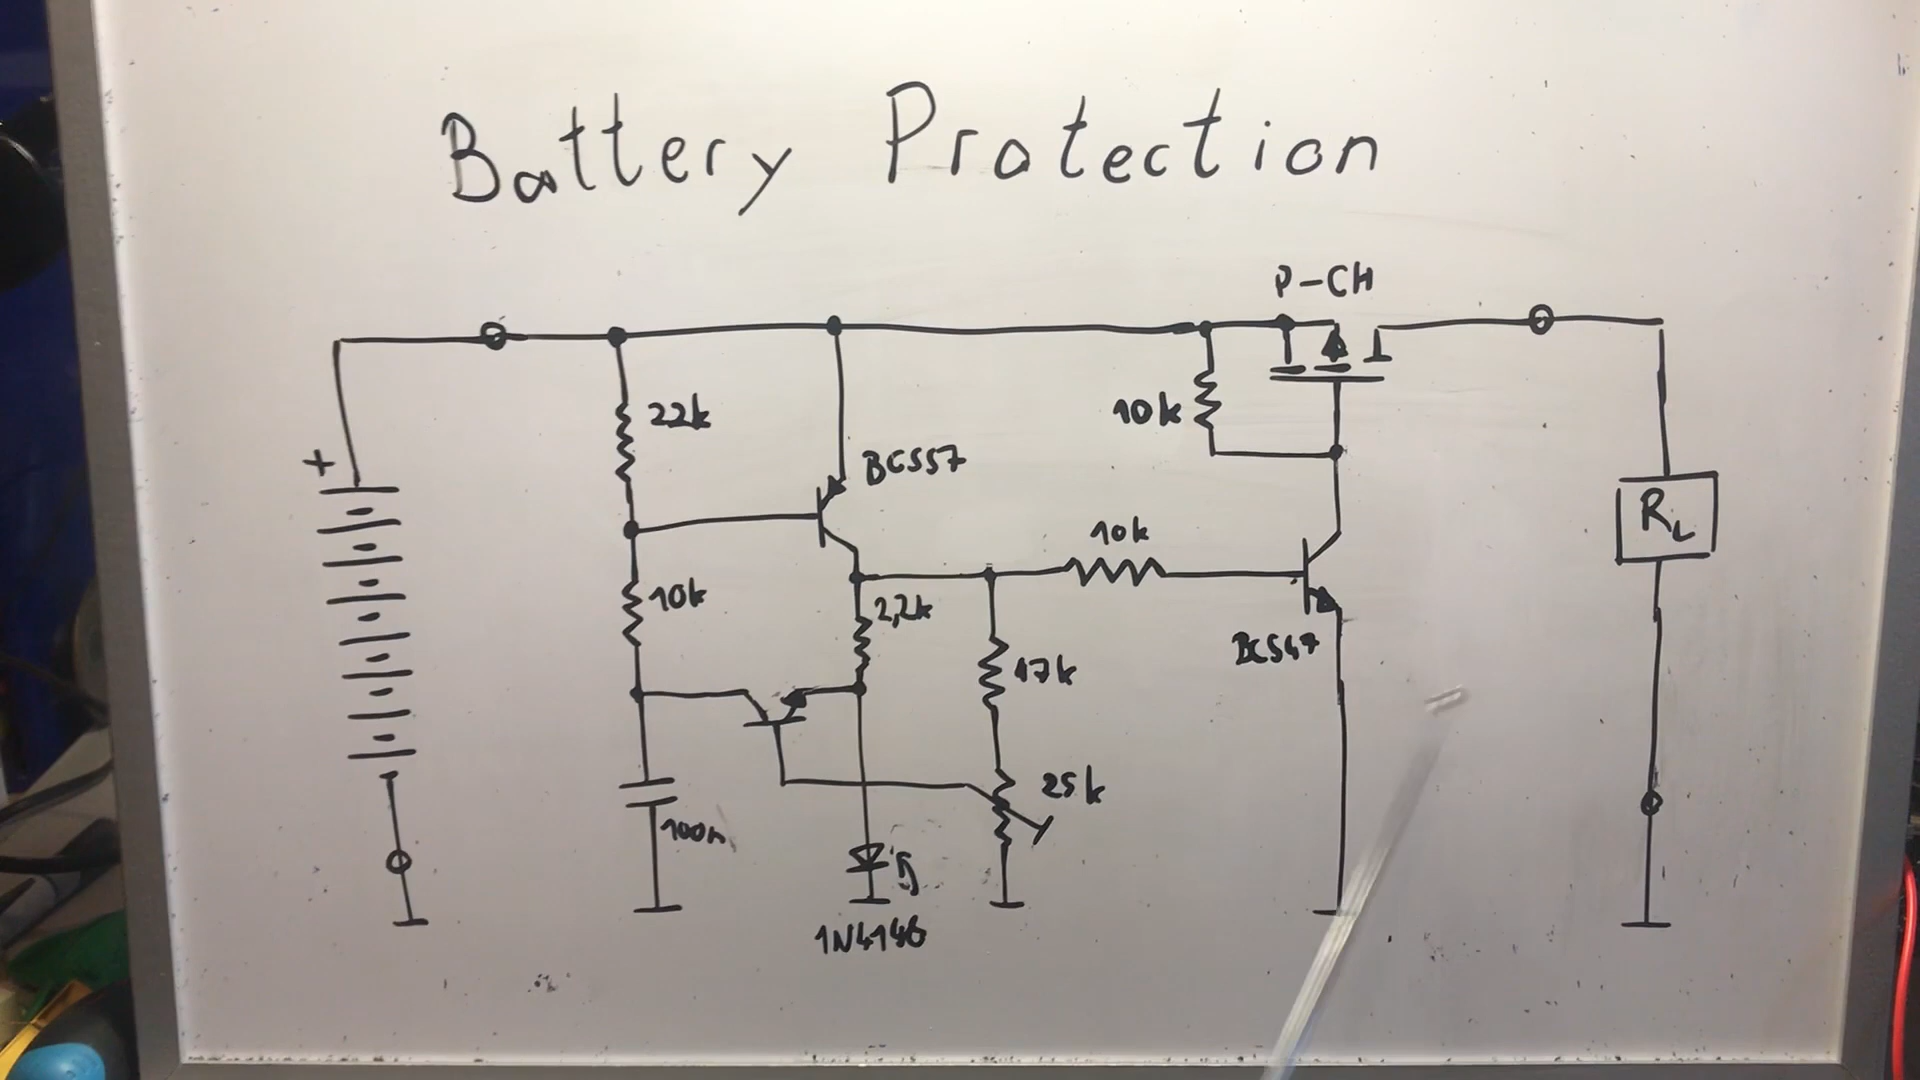 Battery Protection
P-CH
+
22k
10k
BC557
10k
10k
2,2k
RL
BC547
47k
25k
100n
1N4148